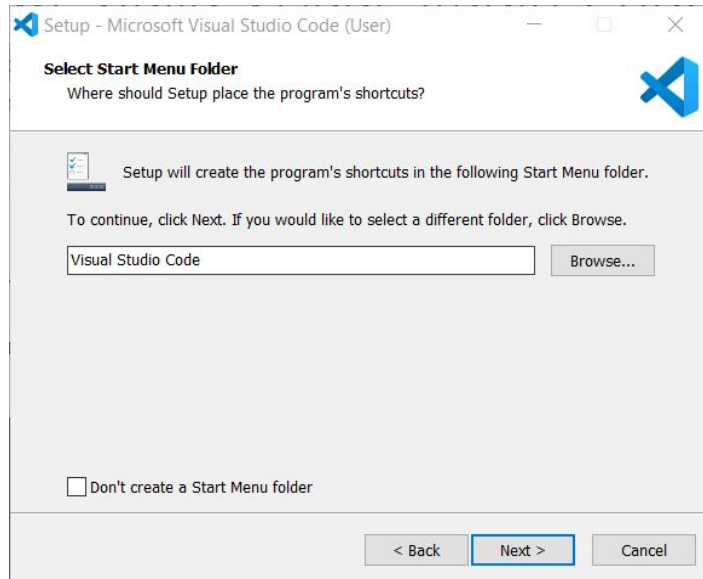 Setup - Microsoft Visual Studio Code (User)
Select Start Menu Folder
Where should Setup place the program's shortcuts?
Setup will create the program's shortcuts in the following Start Menu folder.
To continue, click Next. If you would like to select a different folder, click Browse.
Visual Studio Code
Browse...
Don't create a Start Menu folder
< Back
Next >
Cancel